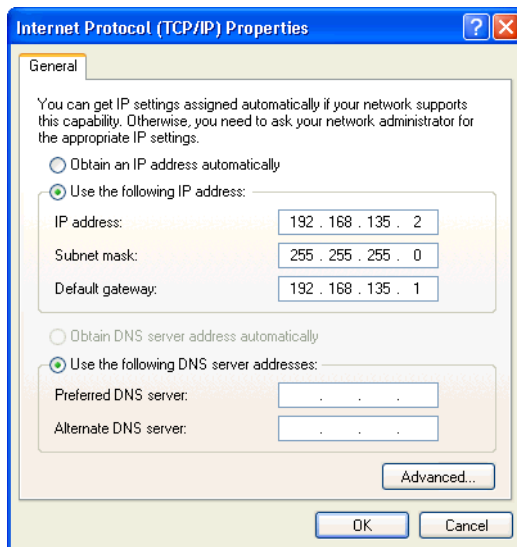 Internet Protocol (TCP/IP) Properties
General
You can get IP settings assigned automatically if your network supports
this capability. Otherwise, you need to ask your network administrator for
the appropriate IP settings.
Obtain an IP address automatically
Use the following IP address:
IP address: 192 . 168 . 135 . 2
Subnet mask: 255 . 255 . 255 . 0
Default gateway: 192 . 168 . 135 . 1
Obtain DNS server address automatically
Use the following DNS server addresses:
Preferred DNS server: . . .
Alternate DNS server: . . .
Advanced...
OK Cancel